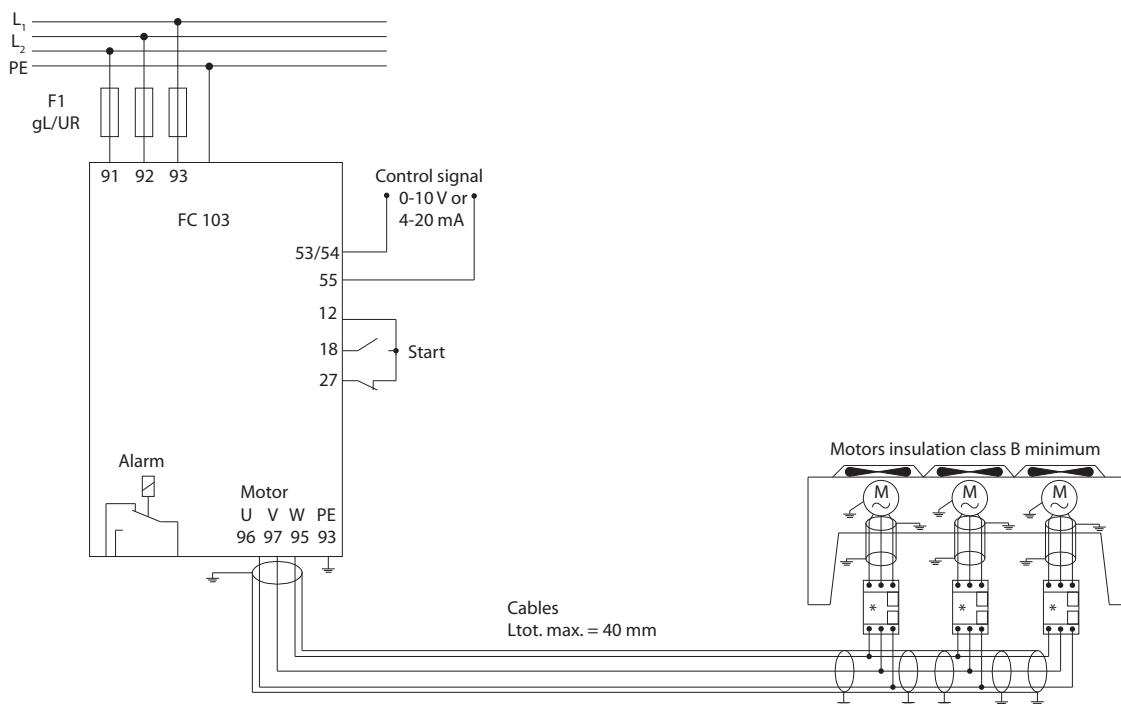 L1
L2
PE
F1
gL/UR
91 92 93
FC 103
Control signal
0-10 V or
4-20 mA
53/54
55
12
18
Start
27
Alarm
Motor
U V W PE
96 97 95 93
Motors insulation class B minimum
M M M
* * *
Cables
Ltot. max. = 40 mm